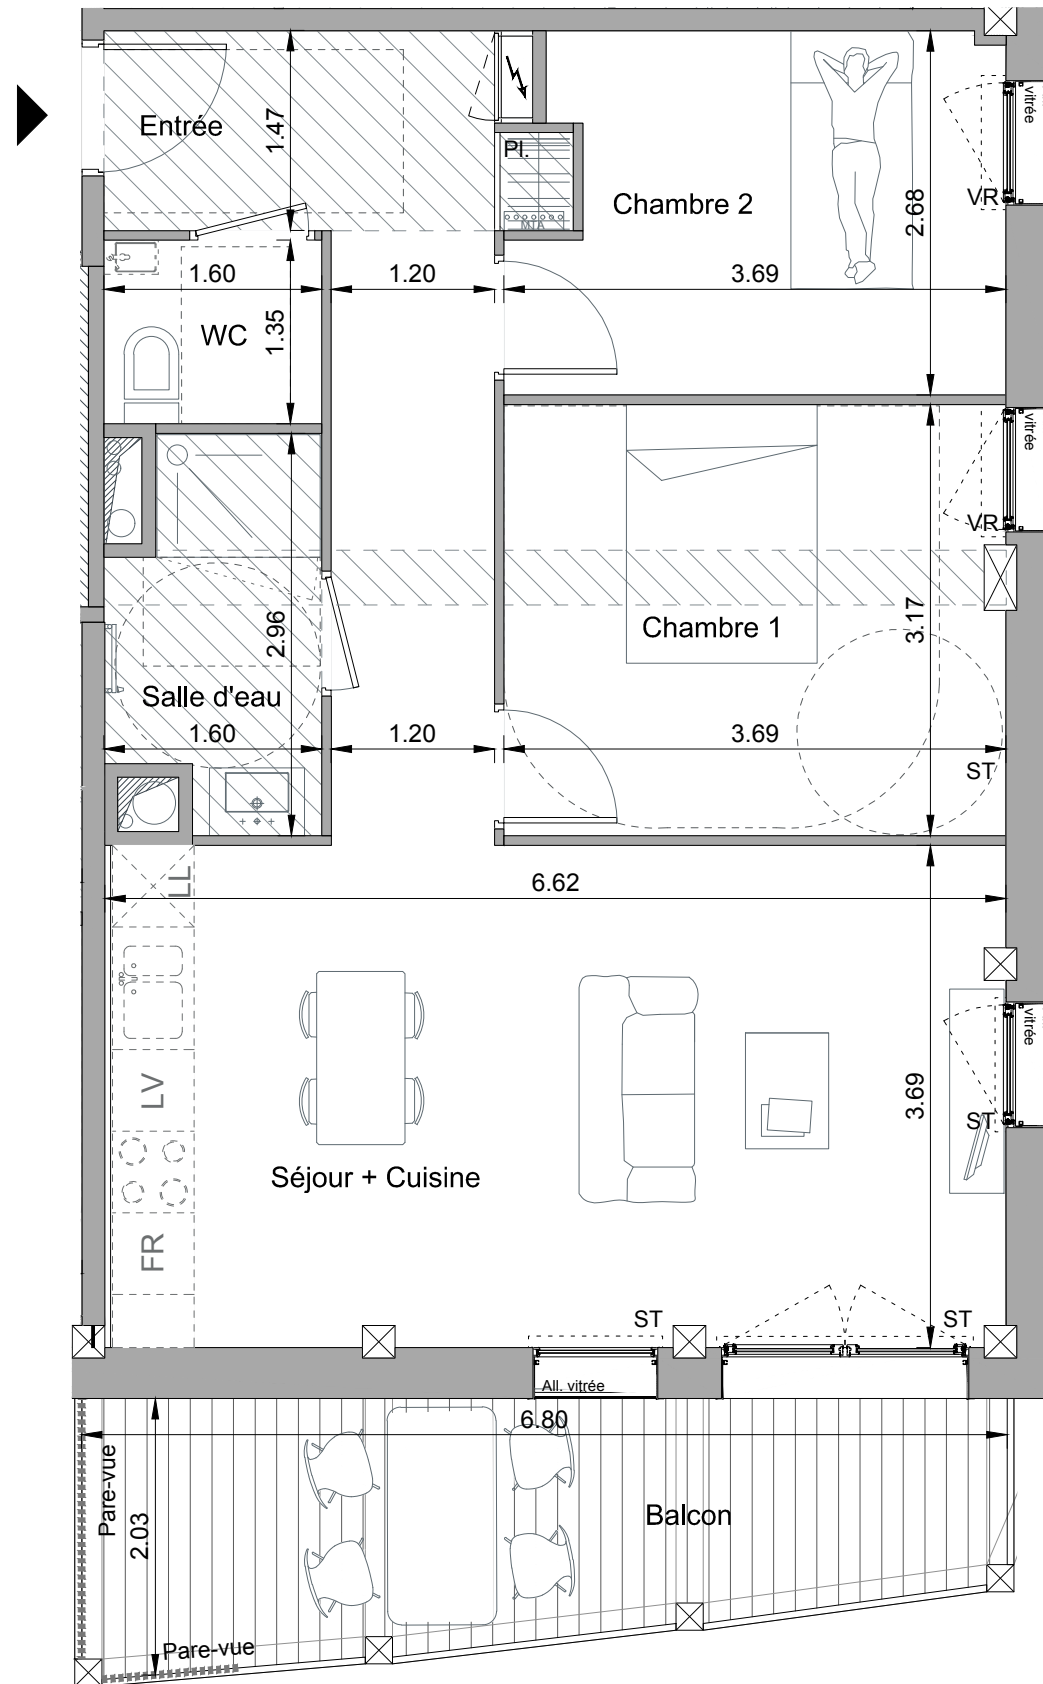 Entrée
1.47
Pl.
MTA
Chambre 2
2.68
vitrée
VR
1.60
1.20
3.69
WC
1.35
vitrée
VR
2.96
Chambre 1
3.17
Salle d'eau
1.60
1.20
3.69
ST
LL
6.62
vitrée
LV
3.69
ST
Séjour + Cuisine
FR
ST
ST
All. vitrée
6.80
Pare-vue
2.03
Balcon
Pare-vue